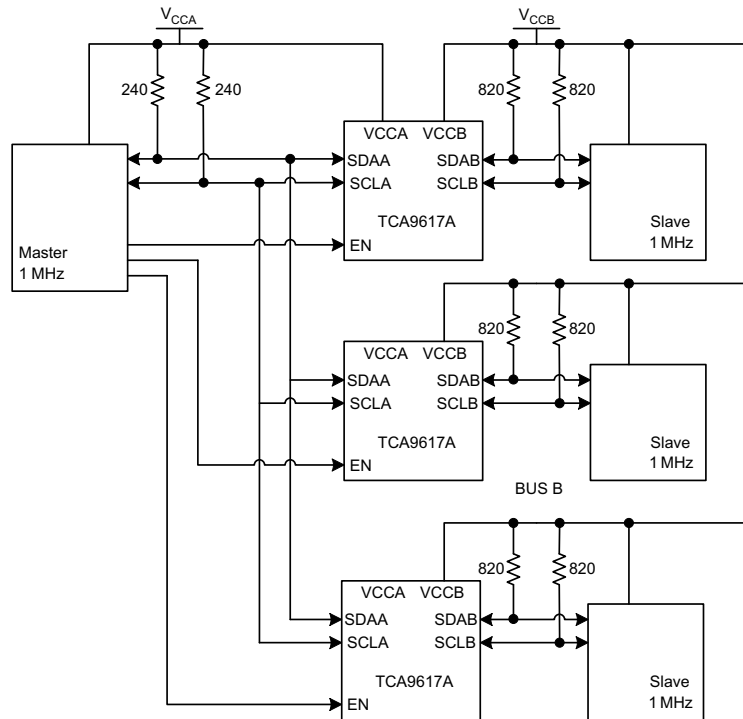 V_CCA
V_CCB
240
240
820
820
VCCA VCCB
SDAA SDAB
SCLA SCLB
TCA9617A
EN
Master
1 MHz
Slave
1 MHz
820
820
VCCA VCCB
SDAA SDAB
SCLA SCLB
TCA9617A
EN
Slave
1 MHz
BUS B
820
820
VCCA VCCB
SDAA SDAB
SCLA SCLB
TCA9617A
EN
Slave
1 MHz